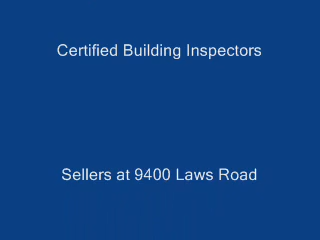 Certified Building Inspectors
Sellers at 9400 Laws Road